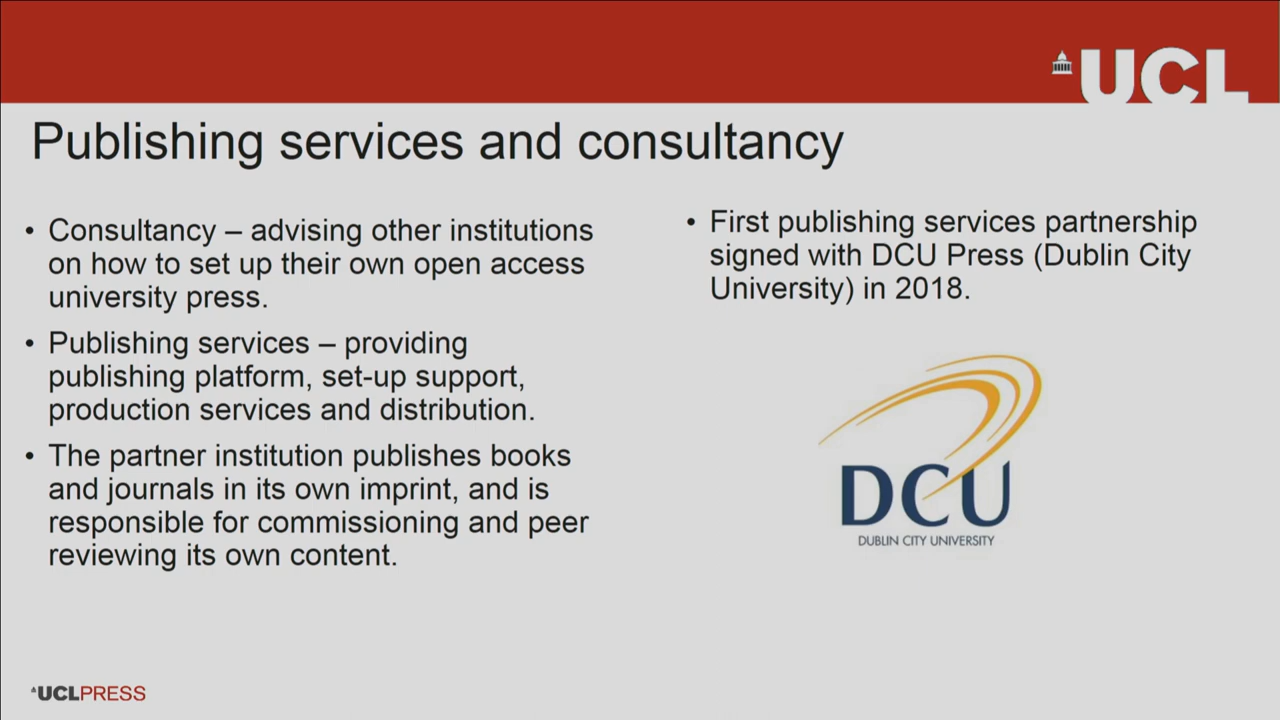 UCL
Publishing services and consultancy
• Consultancy – advising other institutions
on how to set up their own open access
university press.
• Publishing services – providing
publishing platform, set-up support,
production services and distribution.
• The partner institution publishes books
and journals in its own imprint, and is
responsible for commissioning and peer
reviewing its own content.
• First publishing services partnership
signed with DCU Press (Dublin City
University) in 2018.
DCU
DUBLIN CITY UNIVERSITY
UCLPRESS